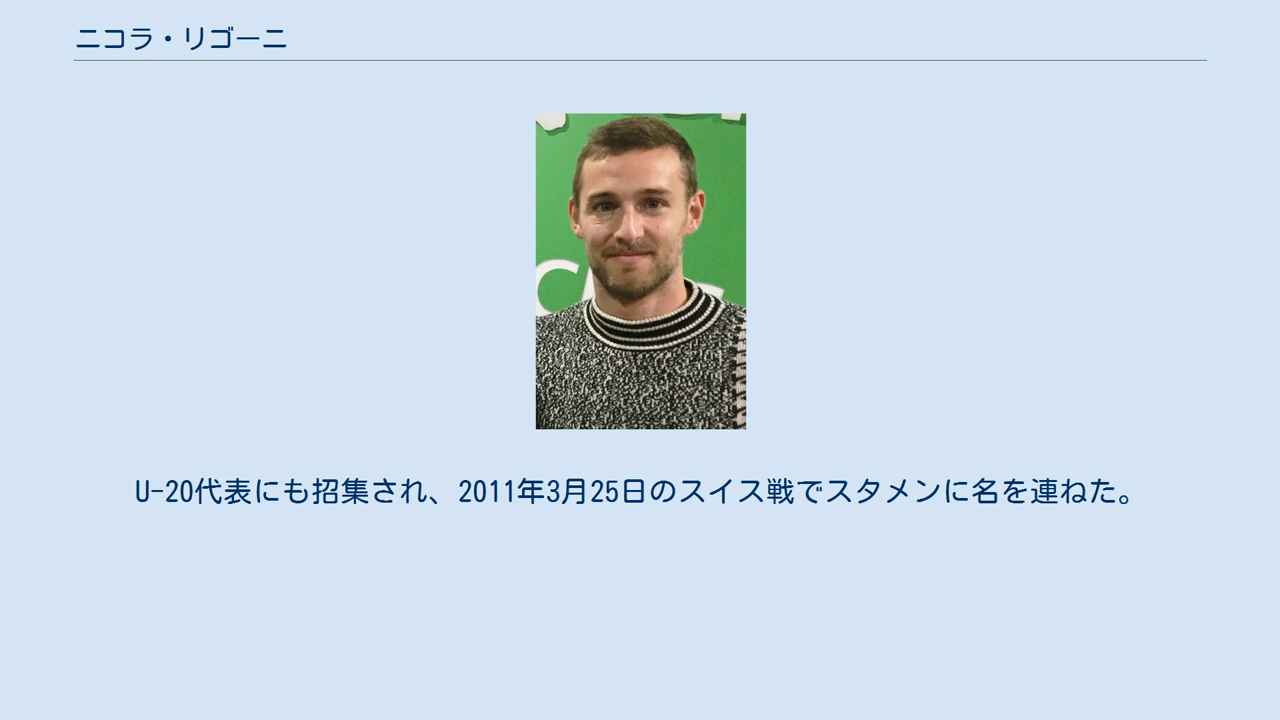 ニコラ・リゴーニ
U-20代表にも招集され、2011年3月25日のスイス戦でスタメンに名を連ねた。